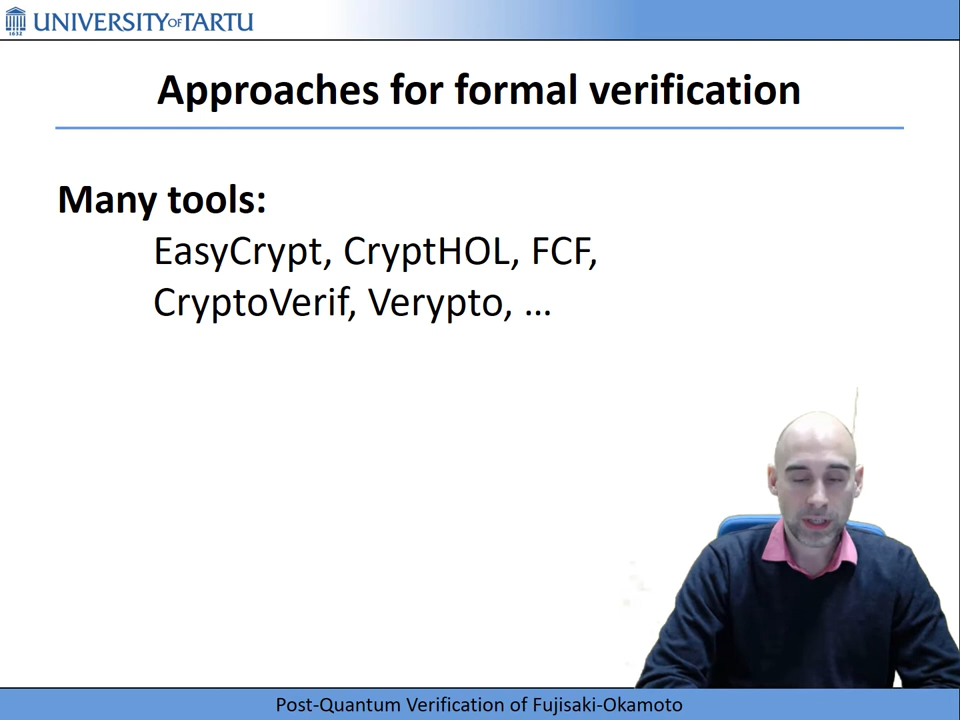 1632
UNIVERSITY OF TARTU
Approaches for formal verification
Many tools:
EasyCrypt, CryptHOL, FCF,
CryptoVerif, Verypto, ...
Post-Quantum Verification of Fujisaki-Okamoto